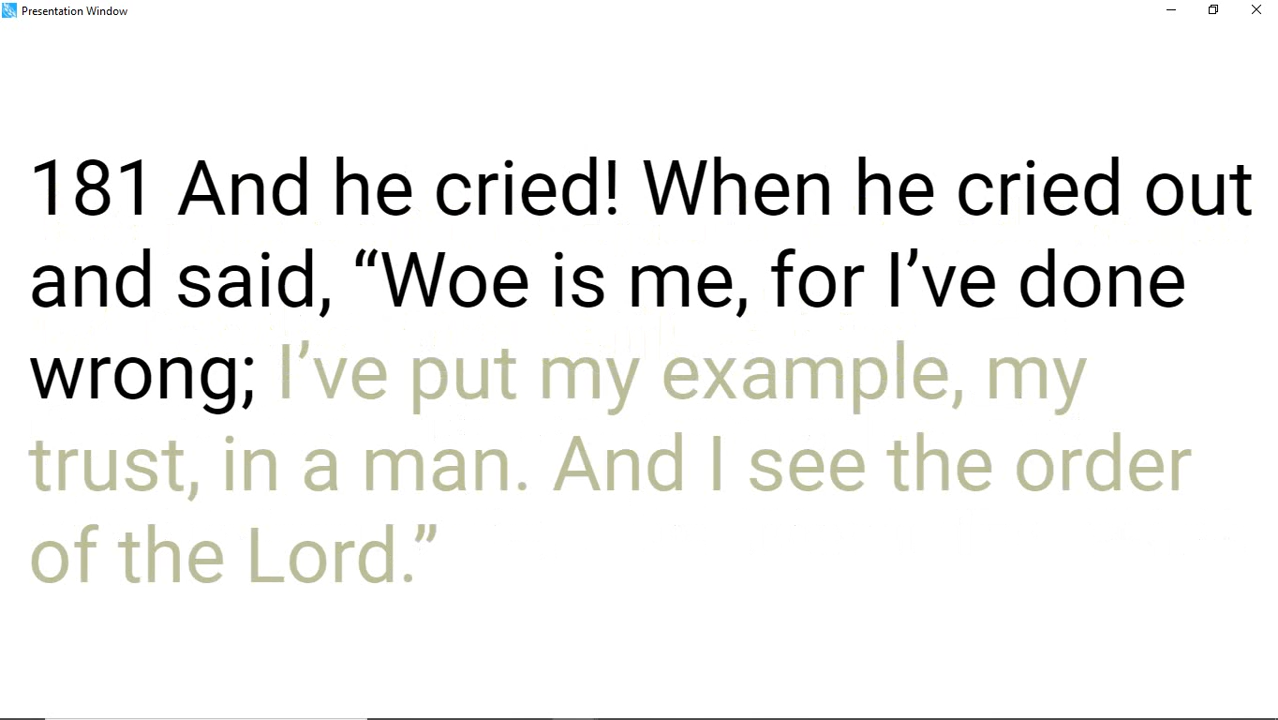 Presentation Window
181 And he cried! When he cried out
and said, “Woe is me, for I’ve done
wrong; I’ve put my example, my
trust, in a man. And I see the order
of the Lord.”